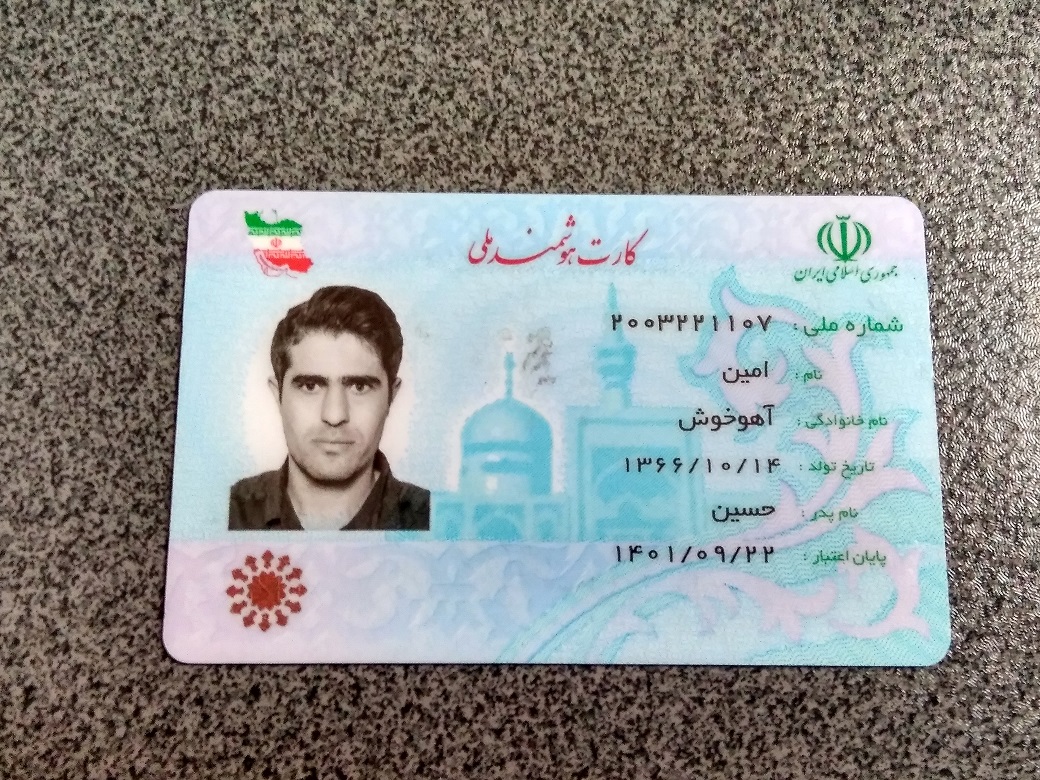 کارت هوشمند ملی
جمهوری اسلامی ایران
شماره ملی : ۲۰۰۳۲۲۱۱۰۷
نام : امین
نام خانوادگی : آهوخوش
تاریخ تولد : ۱۳۶۶/۱۰/۱۴
نام پدر : حسین
پایان اعتبار : ۱۴۰۱/۰۹/۲۲